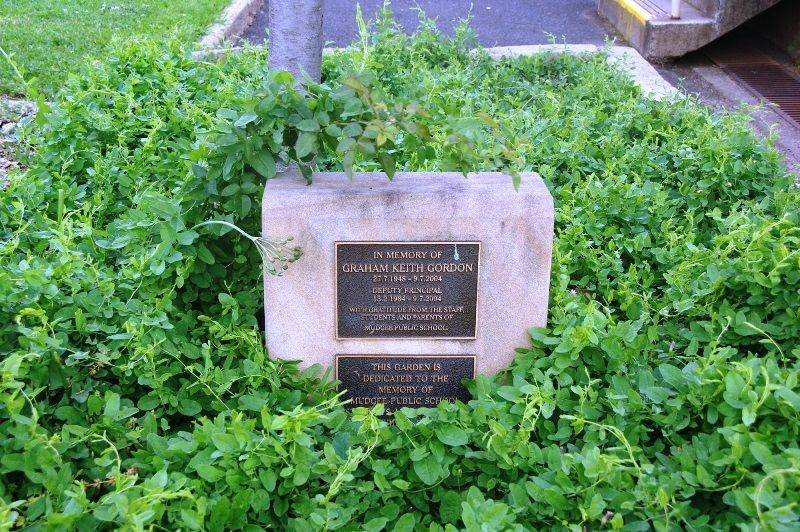 IN MEMORY OF
GRAHAM KEITH GORDON
27.7.1948 - 9.7.2004
DEPUTY PRINCIPAL
13.2.1984 - 9.7.2004
WITH GRATITUDE FROM THE STAFF,
STUDENTS AND PARENTS OF
MUDGEE PUBLIC SCHOOL.
THIS GARDEN IS
DEDICATED TO THE
MEMORY OF
MUDGEE PUBLIC SCHOOL